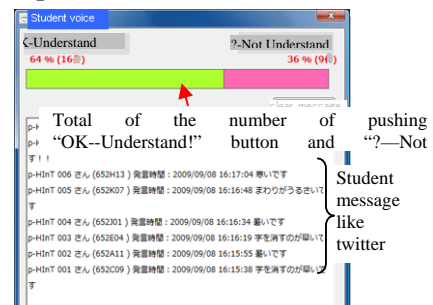 Student voice
-Understand
?-Not Understand
64 % (16
36 % (9
clear message
Total of the number of pushing
“OK--Understand!” button and “?—Not
p-H
p-H
す！！
p-HInT 006 さん (652H13 ) 発言時間：2009/09/08 16:17:04 寒いです
p-HInT 005 さん (652K07 ) 発言時間：2009/09/08 16:16:48 まわりがうるさいで
す
p-HInT 004 さん (652J01 ) 発言時間：2009/09/08 16:16:34 暑いです
p-HInT 003 さん (652E04 ) 発言時間：2009/09/08 16:16:19 字を消すのが早いで
p-HInT 002 さん (652A11 ) 発言時間：2009/09/08 16:15:55 暑いです
p-HInT 001 さん (652C09 ) 発言時間：2009/09/08 16:15:38 字を消すのが早いで
す
Student
message
like
twitter